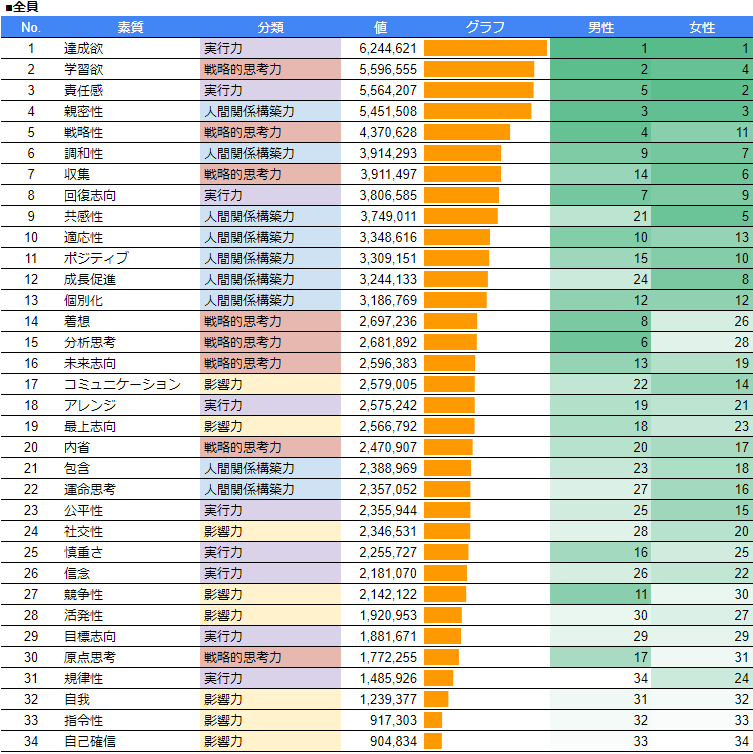 ■全員
No. 素質 分類 値 グラフ 男性 女性
1 達成欲 実行力 6,244,621 1 1
2 学習欲 戦略的思考力 5,596,555 2 4
3 責任感 実行力 5,564,207 5 2
4 親密性 人間関係構築力 5,451,508 3 3
5 戦略性 戦略的思考力 4,370,628 4 11
6 調和性 人間関係構築力 3,914,293 9 7
7 収集 戦略的思考力 3,911,497 14 6
8 回復志向 実行力 3,806,585 7 9
9 共感性 人間関係構築力 3,749,011 21 5
10 適応性 人間関係構築力 3,348,616 10 13
11 ポジティブ 人間関係構築力 3,309,151 15 10
12 成長促進 人間関係構築力 3,244,133 24 8
13 個別化 人間関係構築力 3,186,769 12 12
14 着想 戦略的思考力 2,697,236 8 26
15 分析思考 戦略的思考力 2,681,892 6 28
16 未来志向 戦略的思考力 2,596,383 13 19
17 コミュニケーション 影響力 2,579,005 22 14
18 アレンジ 実行力 2,575,242 19 21
19 最上志向 影響力 2,566,792 18 23
20 内省 戦略的思考力 2,470,907 20 17
21 包含 人間関係構築力 2,388,969 23 18
22 運命思考 人間関係構築力 2,357,052 27 16
23 公平性 実行力 2,355,944 25 15
24 社交性 影響力 2,346,531 28 20
25 慎重さ 実行力 2,255,727 16 25
26 信念 実行力 2,181,070 26 22
27 競争性 影響力 2,142,122 11 30
28 活発性 影響力 1,920,953 30 27
29 目標志向 実行力 1,881,671 29 29
30 原点思考 戦略的思考力 1,772,255 17 31
31 規律性 実行力 1,485,926 34 24
32 自我 影響力 1,239,377 31 32
33 指令性 影響力 917,303 32 33
34 自己確信 影響力 904,834 33 34